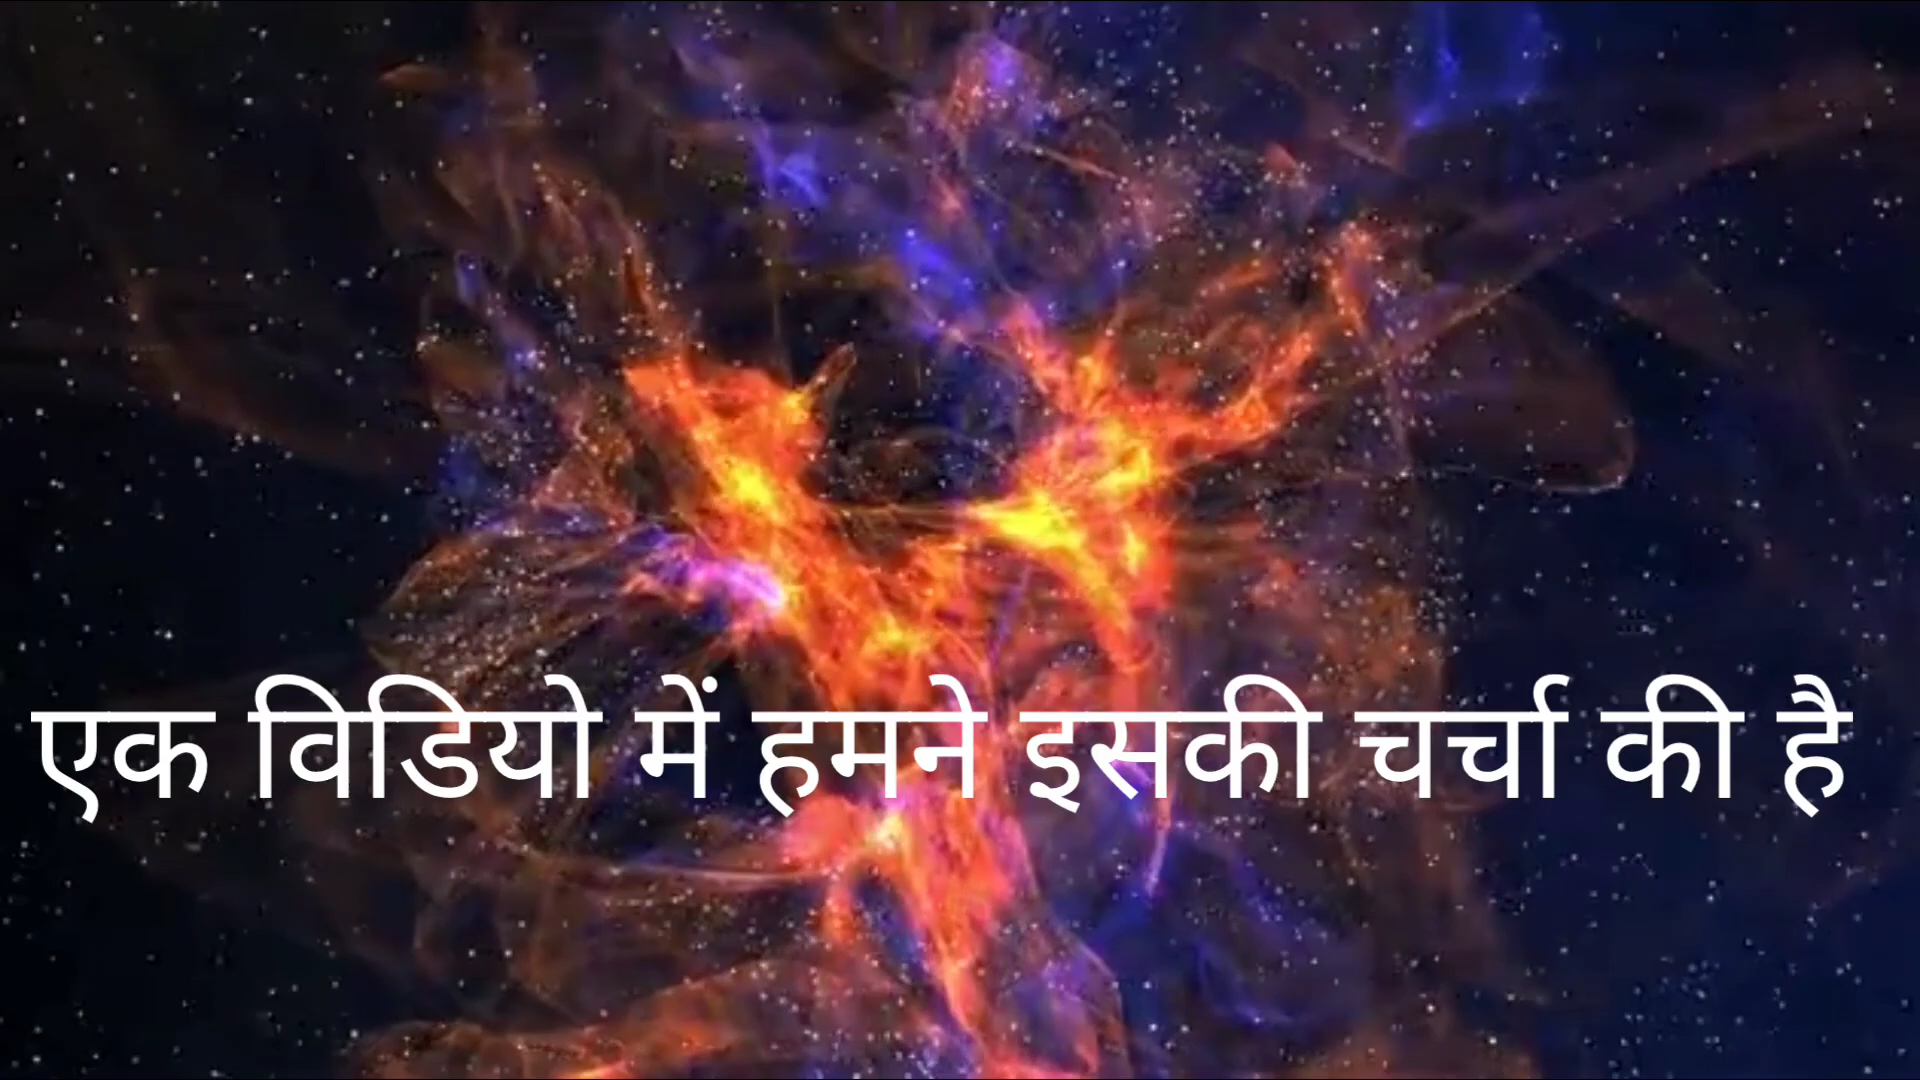 एक विडियो में हमने इसकी चर्चा की है